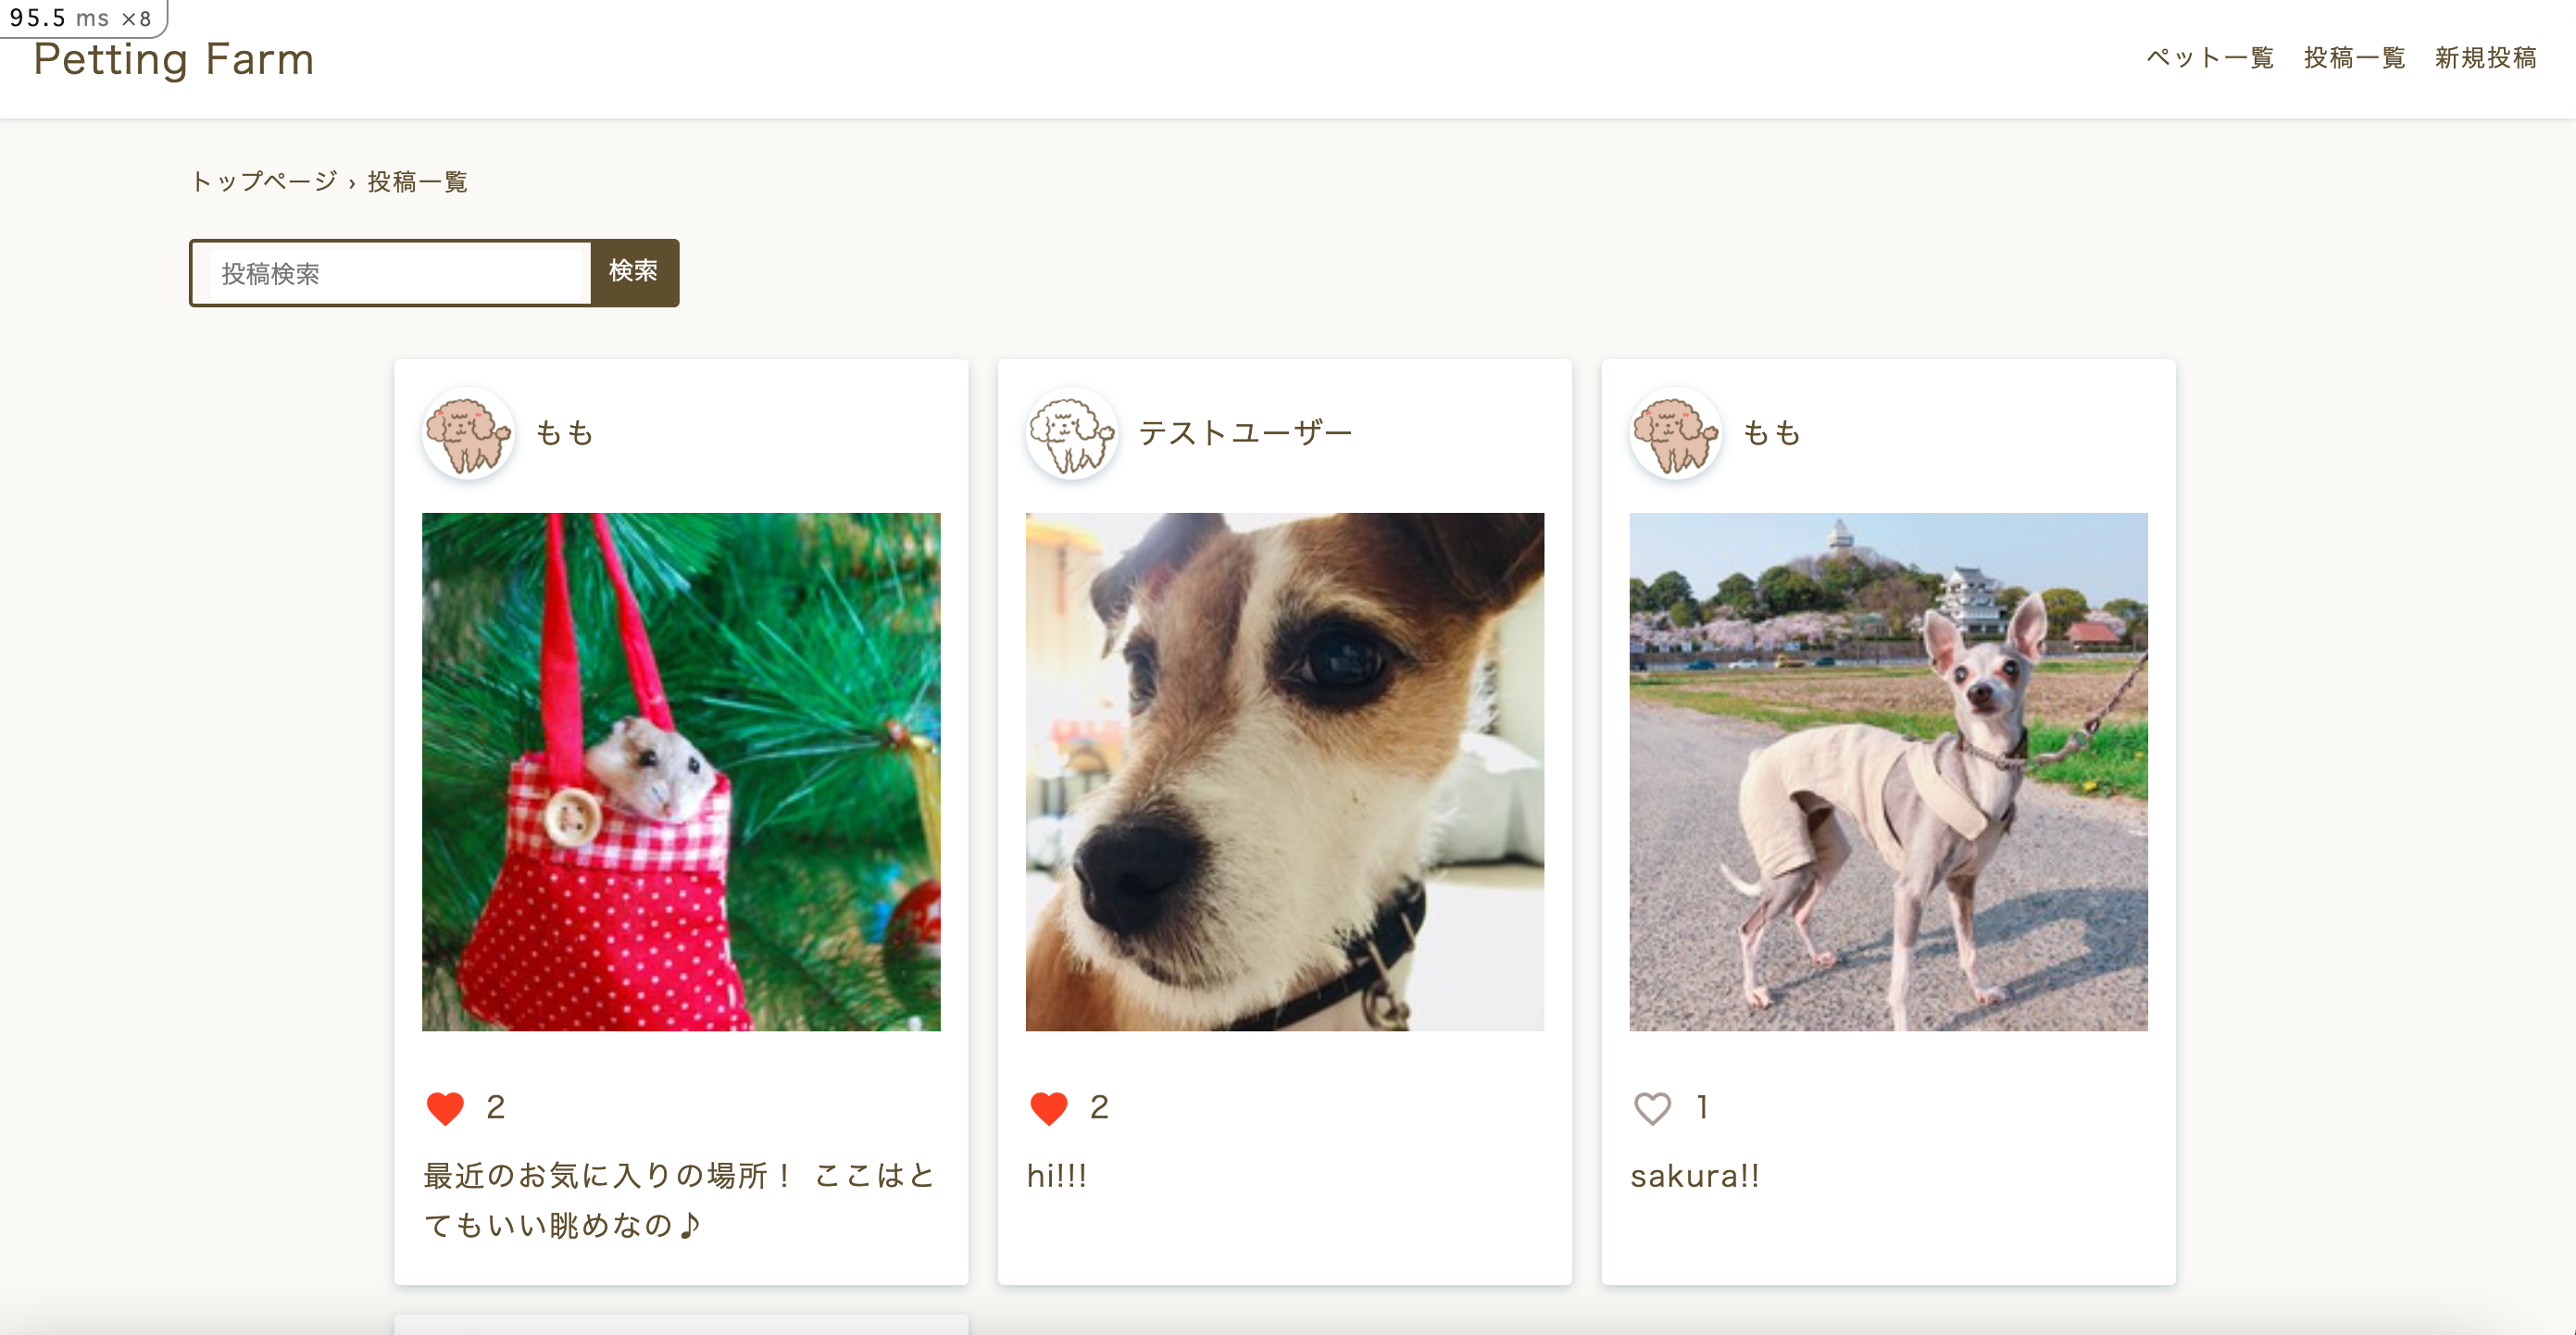 95.5 ms ×8
Petting Farm
ペット一覧 投稿一覧 新規投稿
トップページ › 投稿一覧
投稿検索 検索
もも
テストユーザー
もも
2
2
1
最近のお気に入りの場所！ ここはと
てもいい眺めなの♪
hi!!!
sakura!!